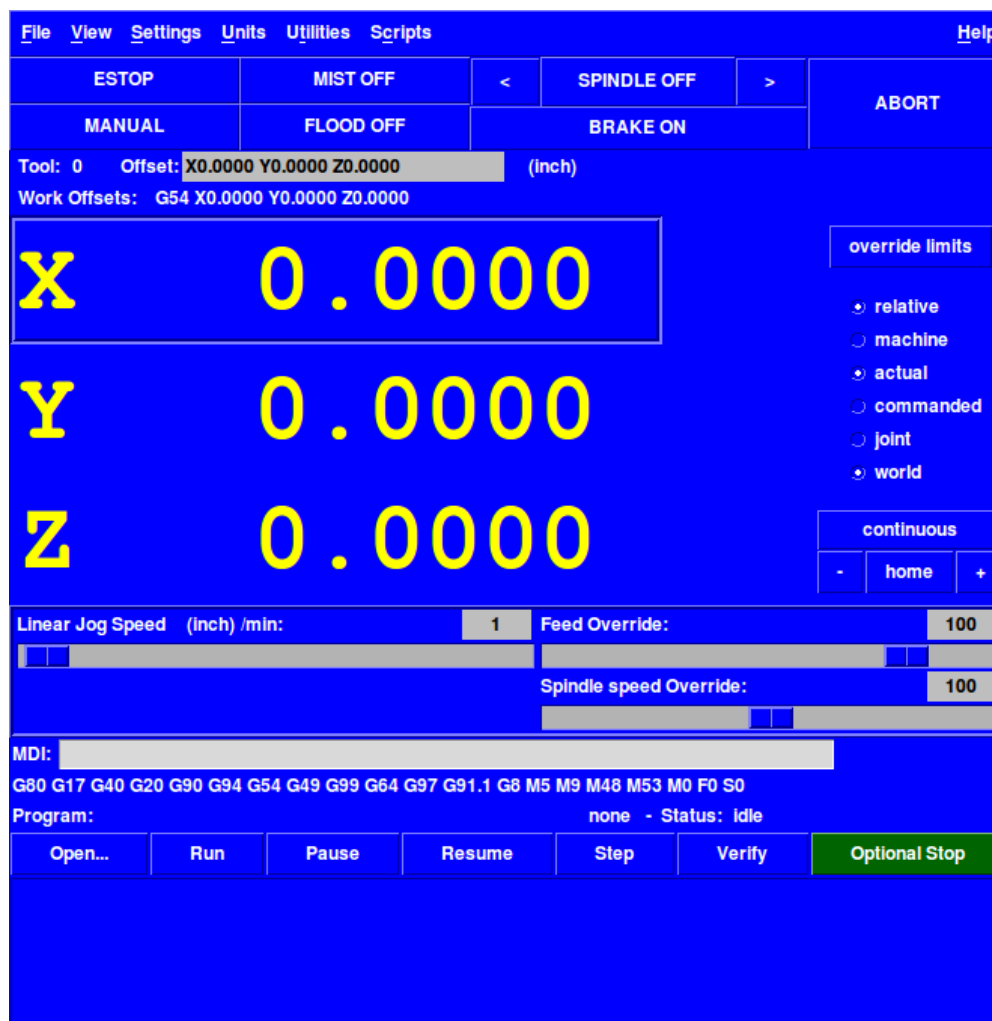 File View Settings Units Utilities Scripts Help
ESTOP MIST OFF < SPINDLE OFF > ABORT
MANUAL FLOOD OFF BRAKE ON
Tool: 0 Offset: X0.0000 Y0.0000 Z0.0000 (inch)
Work Offsets: G54 X0.0000 Y0.0000 Z0.0000
X 0.0000
Y 0.0000
Z 0.0000
override limits
relative
machine
actual
commanded
joint
world
continuous
- home +
Linear Jog Speed (inch) /min: 1 Feed Override: 100
Spindle speed Override: 100
MDI:
G80 G17 G40 G20 G90 G94 G54 G49 G99 G64 G97 G91.1 G8 M5 M9 M48 M53 M0 F0 S0
Program: none - Status: idle
Open... Run Pause Resume Step Verify Optional Stop